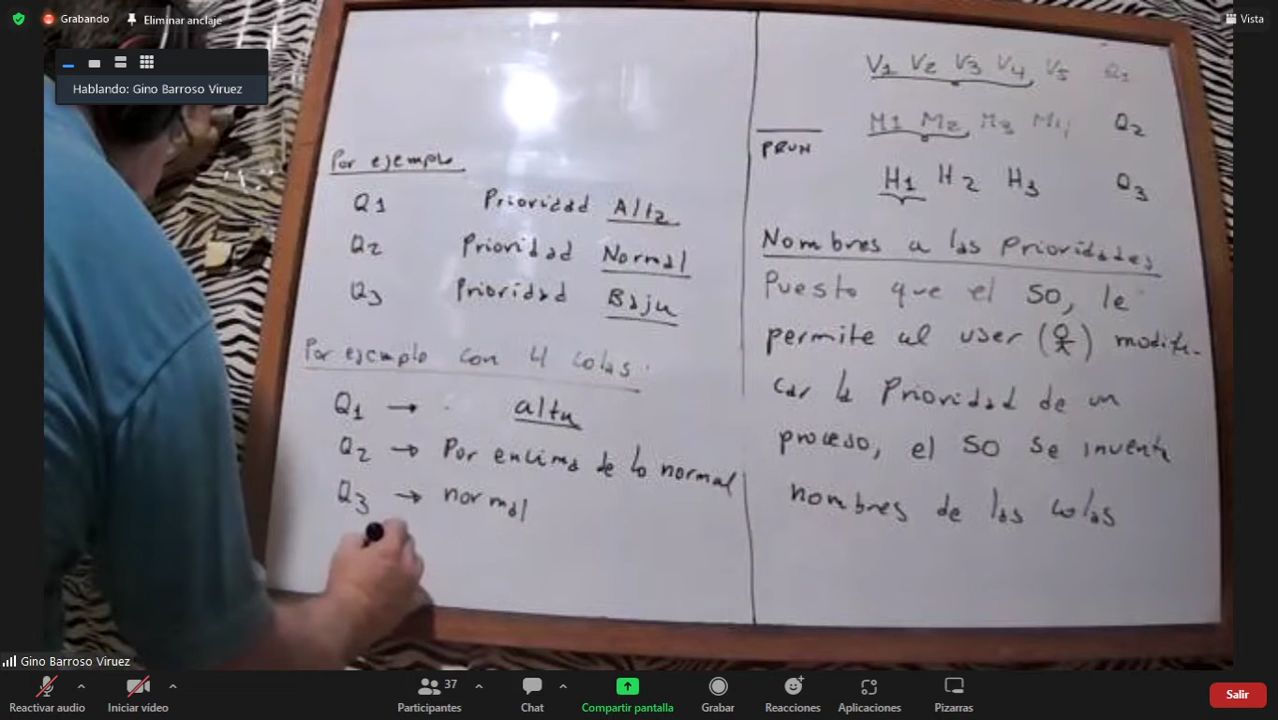 Grabando
Eliminar anclaje
Vista
Hablando: Gino Barroso Viruez
Por ejemplo
Q1 Prioridad Alta
Q2 Prioridad Normal
Q3 Prioridad Baja
Por ejemplo con 4 colas
Q1 → alta
Q2 → Por encima de lo normal
Q3 → normal
V1 V2 V3 V4 V5 Q1
M1 M2 M3 M4 Q2
PRUN
H1 H2 H3 Q3
Nombres a las Prioridades
Puesto que el SO, le
permite al user ( ) modifi-
car la Prioridad de un
proceso, el SO se inventa
nombres de las colas
Gino Barroso Viruez
Reactivar audio
Iniciar vídeo
37
Participantes
Chat
Compartir pantalla
Grabar
Reacciones
Aplicaciones
Pizarras
Salir